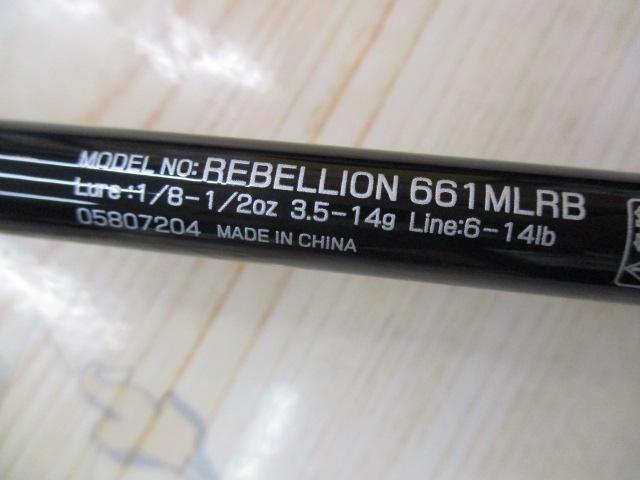 MODEL NO: REBELLION 661MLRB
Lure:1/8-1/2oz 3.5-14g Line:6-14lb
05807204 MADE IN CHINA